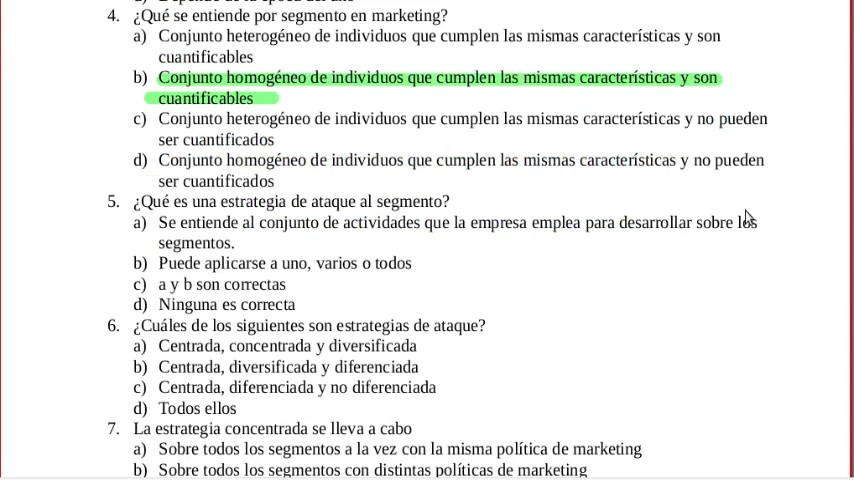 4. ¿Qué se entiende por segmento en marketing?
a) Conjunto heterogéneo de individuos que cumplen las mismas características y son
cuantificables
b) Conjunto homogéneo de individuos que cumplen las mismas características y son
cuantificables
c) Conjunto heterogéneo de individuos que cumplen las mismas características y no pueden
ser cuantificados
d) Conjunto homogéneo de individuos que cumplen las mismas características y no pueden
ser cuantificados
5. ¿Qué es una estrategia de ataque al segmento?
a) Se entiende al conjunto de actividades que la empresa emplea para desarrollar sobre los
segmentos.
b) Puede aplicarse a uno, varios o todos
c) a y b son correctas
d) Ninguna es correcta
6. ¿Cuáles de los siguientes son estrategias de ataque?
a) Centrada, concentrada y diversificada
b) Centrada, diversificada y diferenciada
c) Centrada, diferenciada y no diferenciada
d) Todos ellos
7. La estrategia concentrada se lleva a cabo
a) Sobre todos los segmentos a la vez con la misma política de marketing
b) Sobre todos los segmentos con distintas políticas de marketing